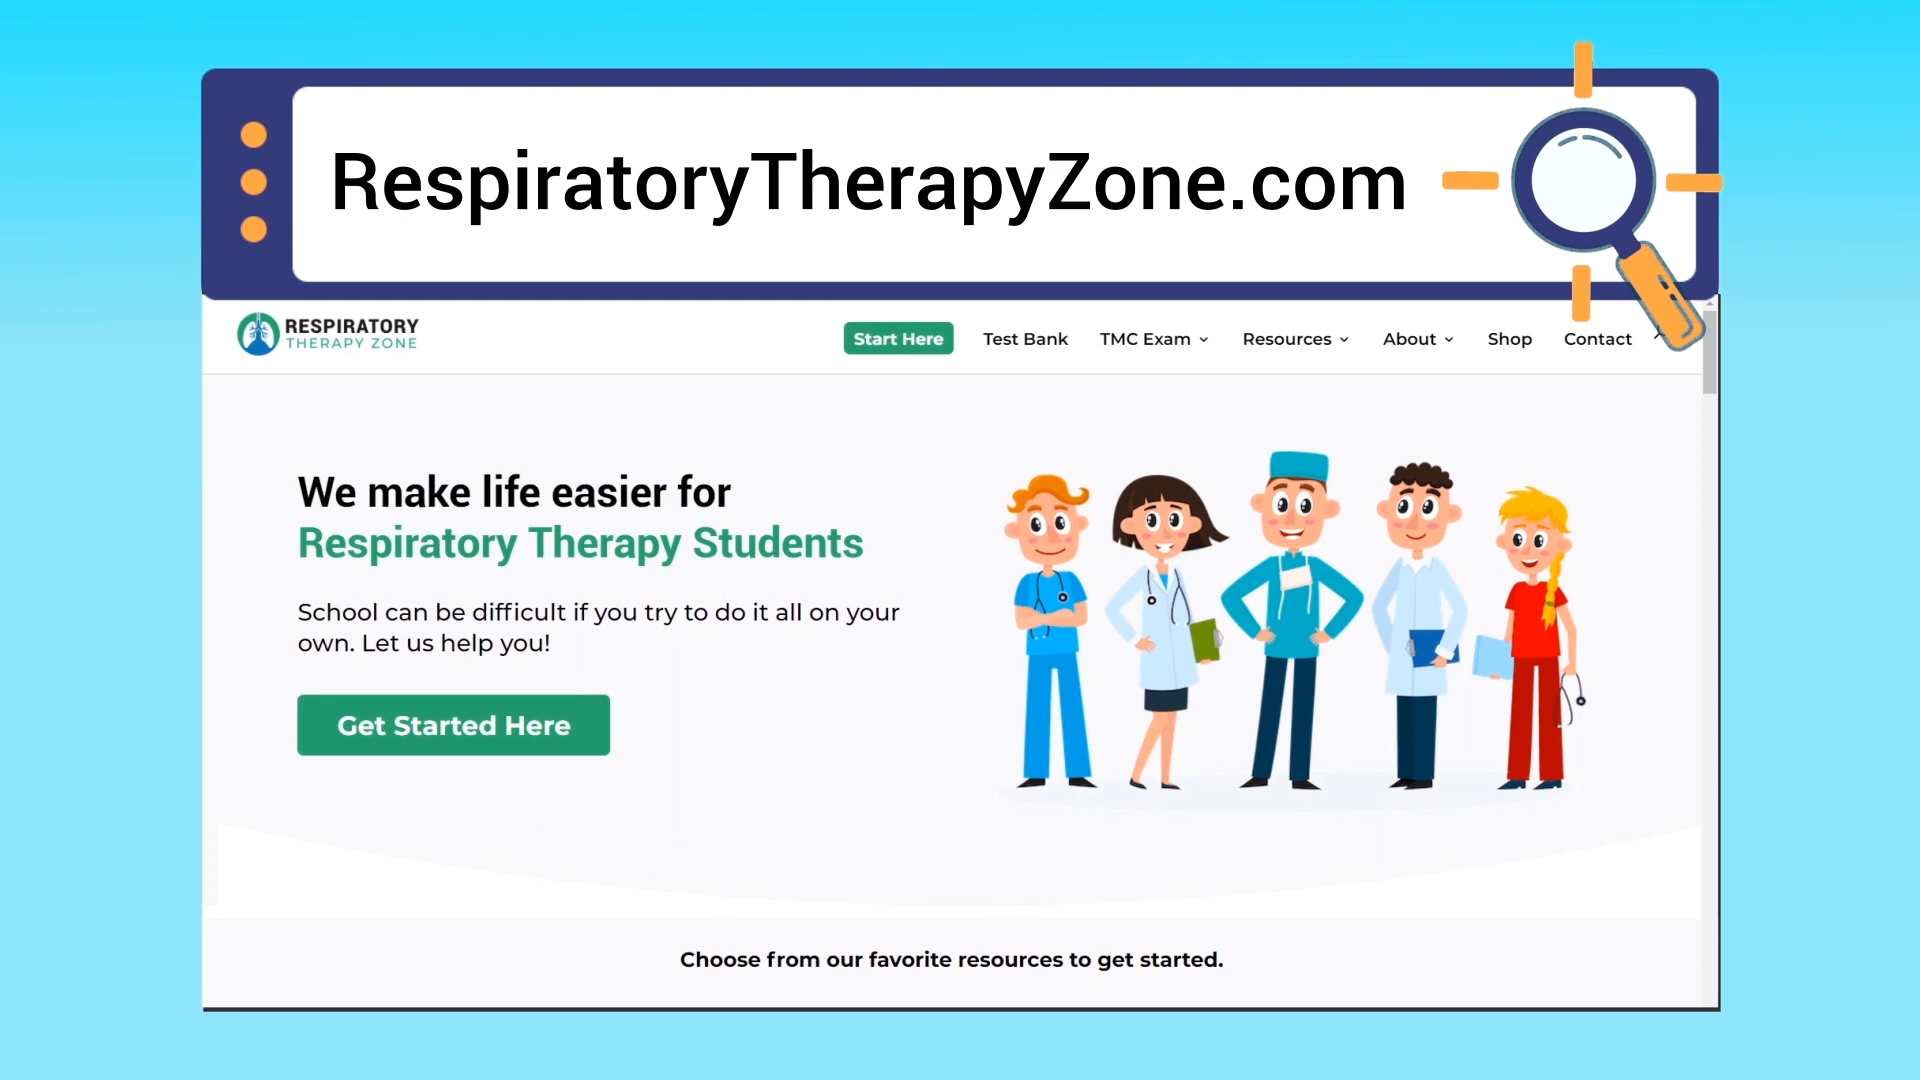 RespiratoryTherapyZone.com
RESPIRATORY
THERAPY ZONE
Start Here Test Bank TMC Exam Resources About Shop Contact
We make life easier for
Respiratory Therapy Students
School can be difficult if you try to do it all on your
own. Let us help you!
Get Started Here
Choose from our favorite resources to get started.